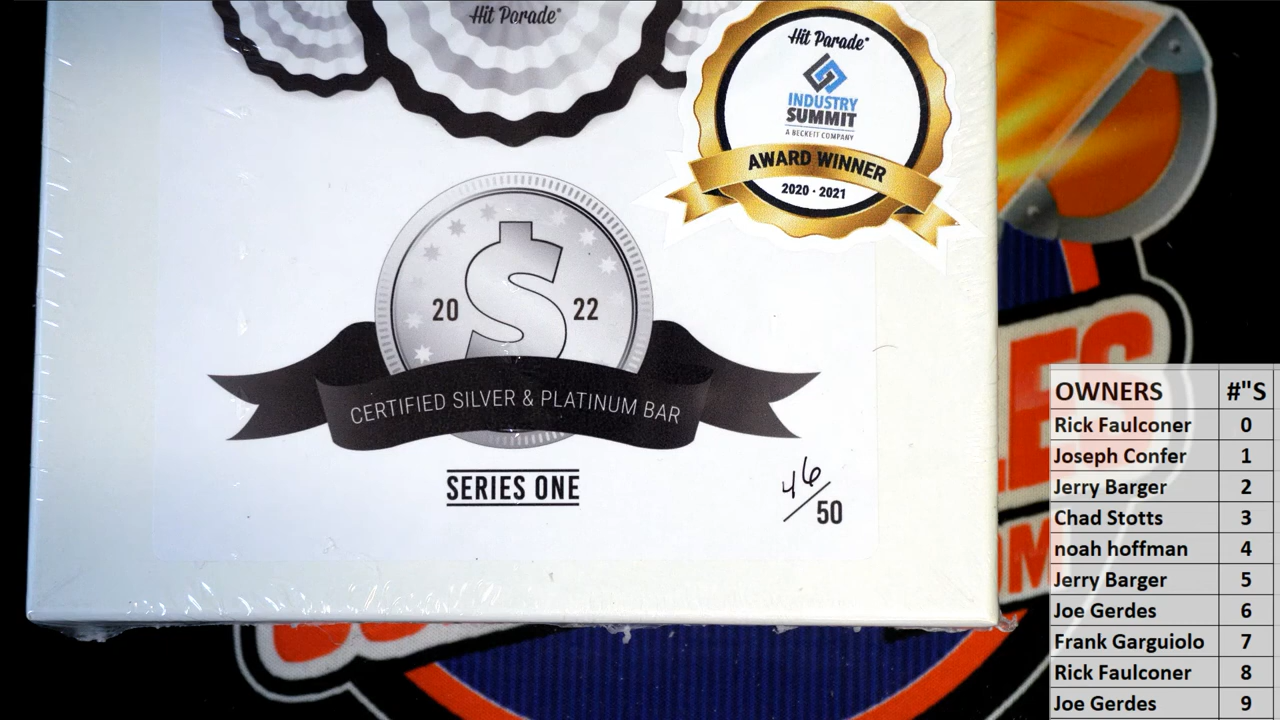 Hit Parade®
Hit Parade®
INDUSTRY
SUMMIT
A BECKETT COMPANY
AWARD WINNER
2020 · 2021
$
20 22
CERTIFIED SILVER & PLATINUM BAR
SERIES ONE
46/50
OWNERS #"S
Rick Faulconer 0
Joseph Confer 1
Jerry Barger 2
Chad Stotts 3
noah hoffman 4
Jerry Barger 5
Joe Gerdes 6
Frank Garguiolo 7
Rick Faulconer 8
Joe Gerdes 9